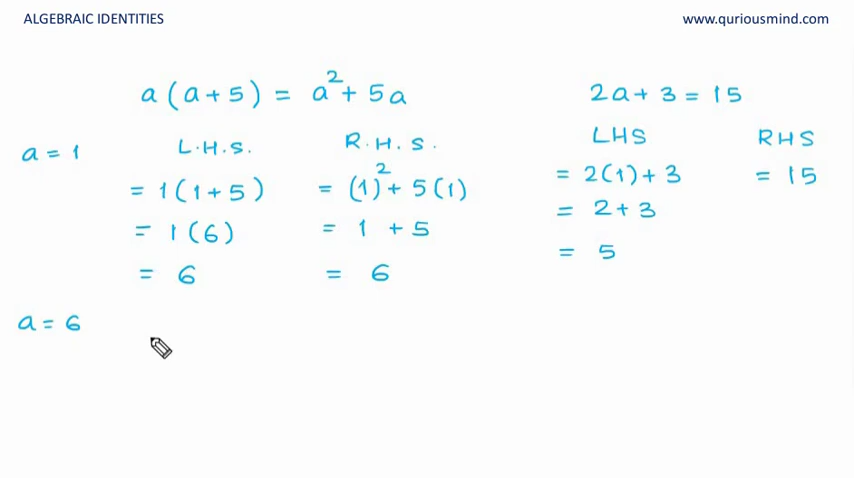 ALGEBRAIC IDENTITIES
www.quriousmind.com
a(a+5) = a²+ 5a
2a+3=15
a=1
L.H.S.
R.H.S.
LHS
RHS
= 1(1+5)
= (1)²+ 5(1)
= 2(1)+3
= 15
= 1(6)
= 1 +5
= 2+3
= 6
= 6
= 5
a=6